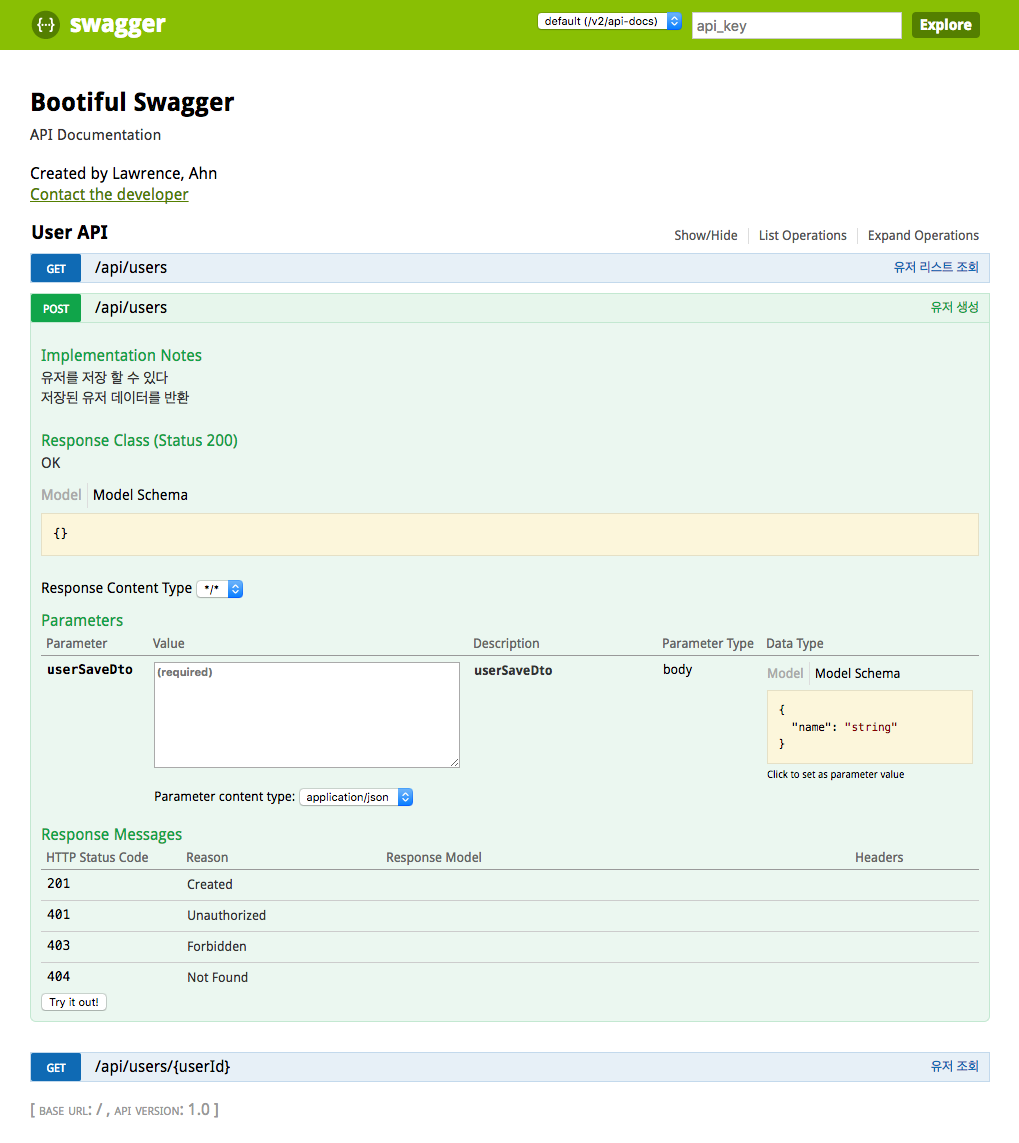 {···} swagger default (/v2/api-docs) api_key Explore
Bootiful Swagger
API Documentation
Created by Lawrence, Ahn
Contact the developer
User API Show/Hide List Operations Expand Operations
GET /api/users 유저 리스트 조회
POST /api/users 유저 생성
Implementation Notes
유저를 저장 할 수 있다
저장된 유저 데이터를 반환
Response Class (Status 200)
OK
Model Model Schema
{}
Response Content Type */*
Parameters
Parameter Value Description Parameter Type Data Type
userSaveDto (required) userSaveDto body Model Model Schema
{
"name": "string"
}
Click to set as parameter value
Parameter content type: application/json
Response Messages
HTTP Status Code Reason Response Model Headers
201 Created
401 Unauthorized
403 Forbidden
404 Not Found
Try it out!
GET /api/users/{userId} 유저 조회
[ BASE URL: / , API VERSION: 1.0 ]